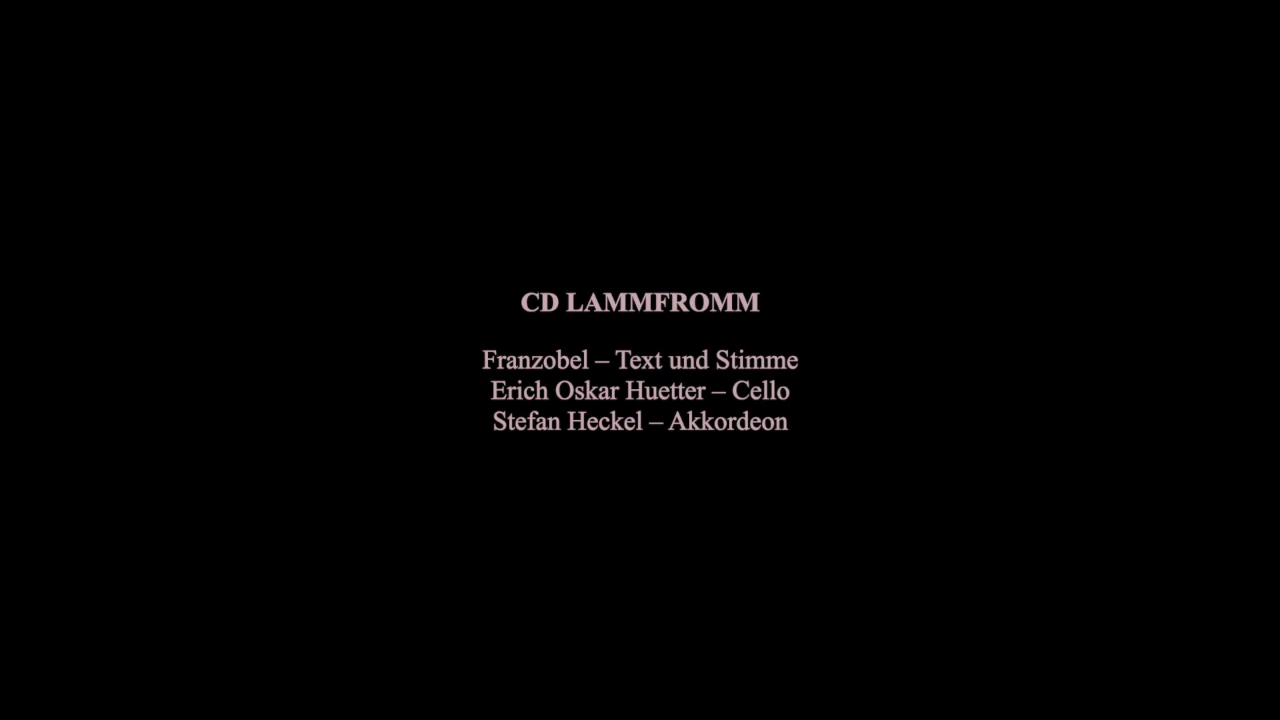 CD LAMMFROMM
Franzobel – Text und Stimme
Erich Oskar Huetter – Cello
Stefan Heckel – Akkordeon